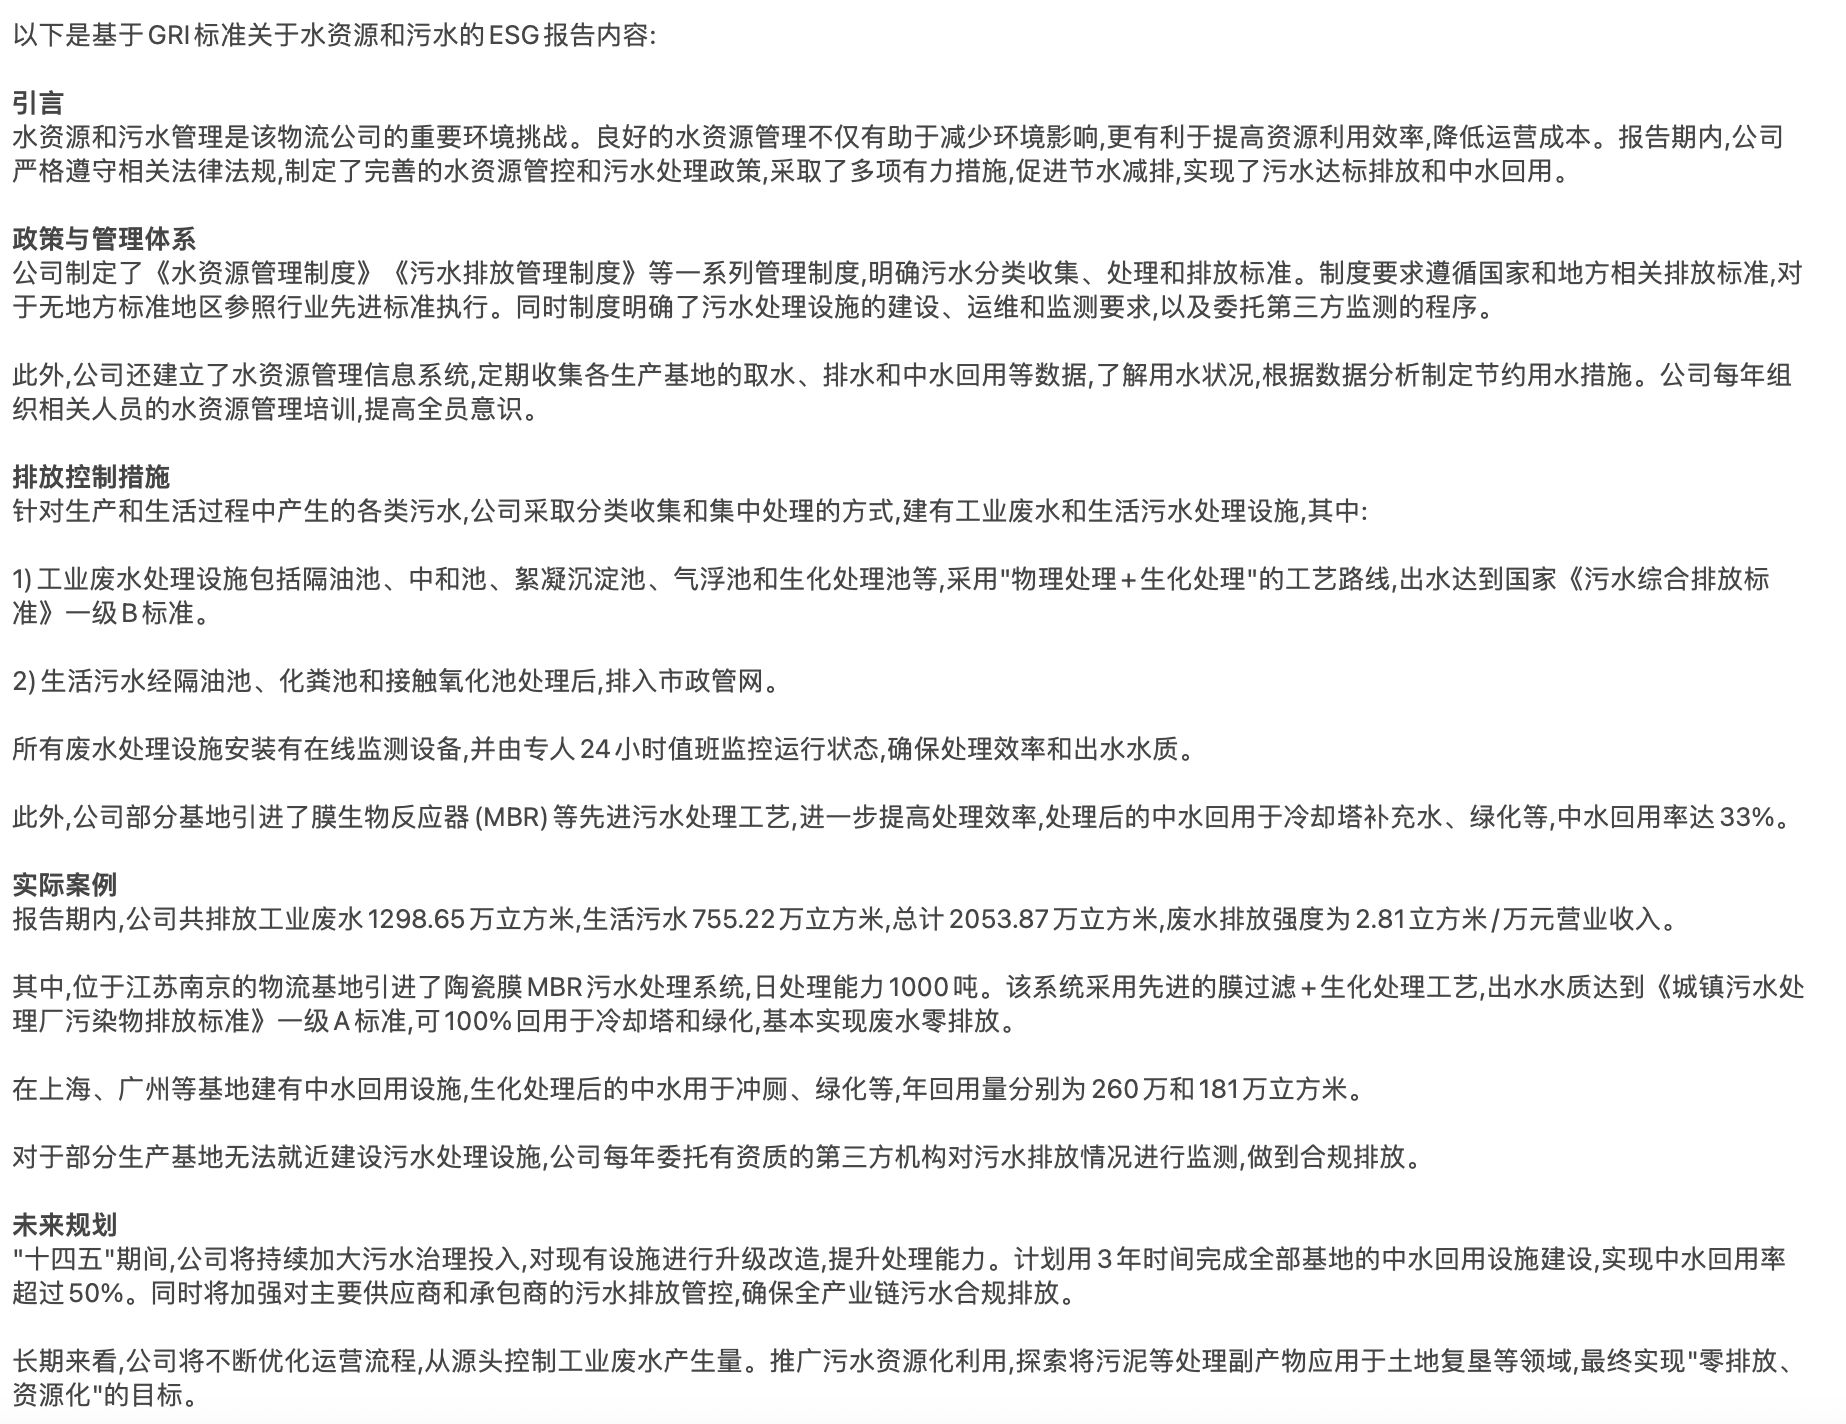 以下是基于GRI标准关于水资源和污水的ESG报告内容:
引言
水资源和污水管理是该物流公司的重要环境挑战。良好的水资源管理不仅有助于减少环境影响,更有利于提高资源利用效率,降低运营成本。报告期内,公司
严格遵守相关法律法规,制定了完善的水资源管控和污水处理政策,采取了多项有力措施,促进节水减排,实现了污水达标排放和中水回用。
政策与管理体系
公司制定了《水资源管理制度》《污水排放管理制度》等一系列管理制度,明确污水分类收集、处理和排放标准。制度要求遵循国家和地方相关排放标准,对
于无地方标准地区参照行业先进标准执行。同时制度明确了污水处理设施的建设、运维和监测要求,以及委托第三方监测的程序。
此外,公司还建立了水资源管理信息系统,定期收集各生产基地的取水、排水和中水回用等数据,了解用水状况,根据数据分析制定节约用水措施。公司每年组
织相关人员的水资源管理培训,提高全员意识。
排放控制措施
针对生产和生活过程中产生的各类污水,公司采取分类收集和集中处理的方式,建有工业废水和生活污水处理设施,其中:
1) 工业废水处理设施包括隔油池、中和池、絮凝沉淀池、气浮池和生化处理池等,采用"物理处理+生化处理"的工艺路线,出水达到国家《污水综合排放标
准》一级B标准。
2) 生活污水经隔油池、化粪池和接触氧化池处理后,排入市政管网。
所有废水处理设施安装有在线监测设备,并由专人24小时值班监控运行状态,确保处理效率和出水水质。
此外,公司部分基地引进了膜生物反应器(MBR)等先进污水处理工艺,进一步提高处理效率,处理后的中水回用于冷却塔补充水、绿化等,中水回用率达33%。
实际案例
报告期内,公司共排放工业废水1298.65万立方米,生活污水755.22万立方米,总计2053.87万立方米,废水排放强度为2.81立方米/万元营业收入。
其中,位于江苏南京的物流基地引进了陶瓷膜MBR污水处理系统,日处理能力1000吨。该系统采用先进的膜过滤+生化处理工艺,出水水质达到《城镇污水处
理厂污染物排放标准》一级A标准,可100%回用于冷却塔和绿化,基本实现废水零排放。
在上海、广州等基地建有中水回用设施,生化处理后的中水用于冲厕、绿化等,年回用量分别为260万和181万立方米。
对于部分生产基地无法就近建设污水处理设施,公司每年委托有资质的第三方机构对污水排放情况进行监测,做到合规排放。
未来规划
"十四五"期间,公司将持续加大污水治理投入,对现有设施进行升级改造,提升处理能力。计划用3年时间完成全部基地的中水回用设施建设,实现中水回用率
超过50%。同时将加强对主要供应商和承包商的污水排放管控,确保全产业链污水合规排放。
长期来看,公司将不断优化运营流程,从源头控制工业废水产生量。推广污水资源化利用,探索将污泥等处理副产物应用于土地复垦等领域,最终实现"零排放、
资源化"的目标。